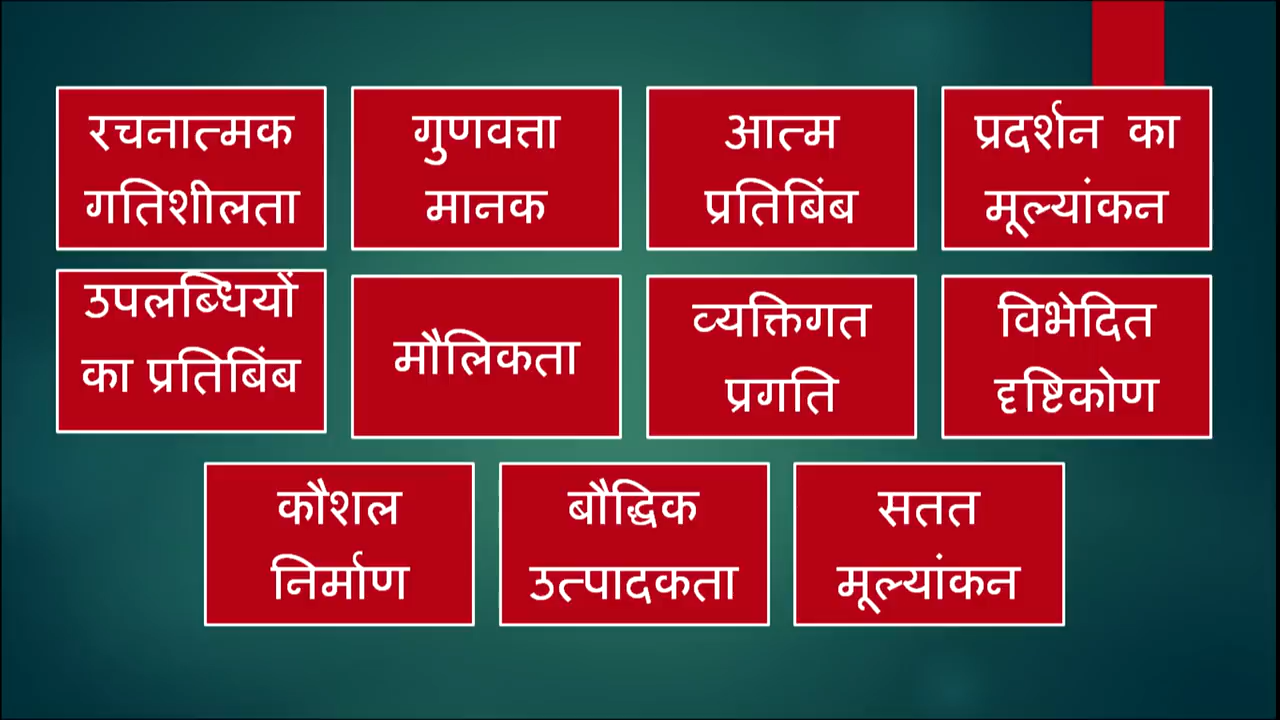 रचनात्मक
गतिशीलता
गुणवत्ता
मानक
आत्म
प्रतिबिंब
प्रदर्शन का
मूल्यांकन
उपलब्धियों
का प्रतिबिंब
मौलिकता
व्यक्तिगत
प्रगति
विभेदित
दृष्टिकोण
कौशल
निर्माण
बौद्धिक
उत्पादकता
सतत
मूल्यांकन